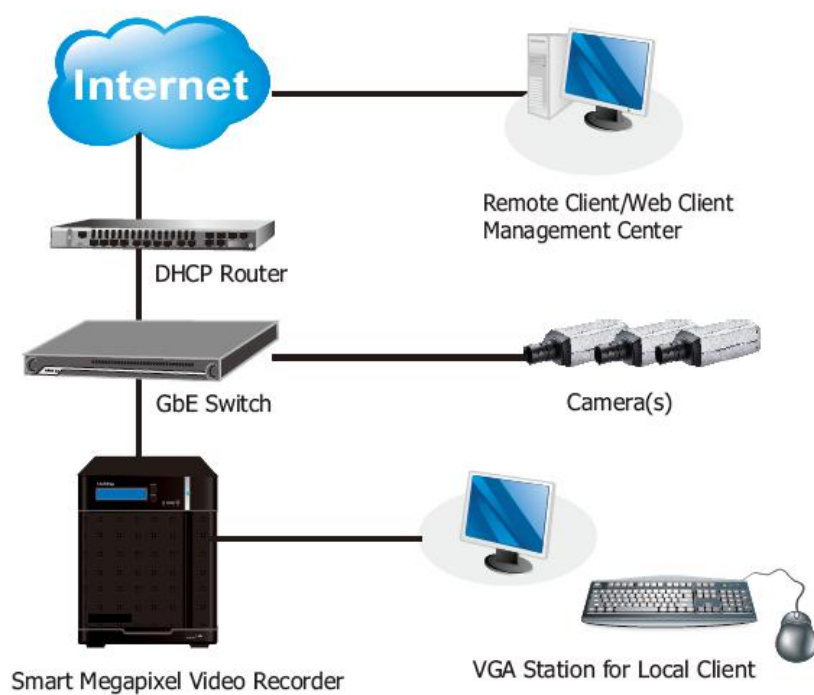 Internet
Remote Client/Web Client
Management Center
DHCP Router
GbE Switch
Camera(s)
Smart Megapixel Video Recorder
VGA Station for Local Client